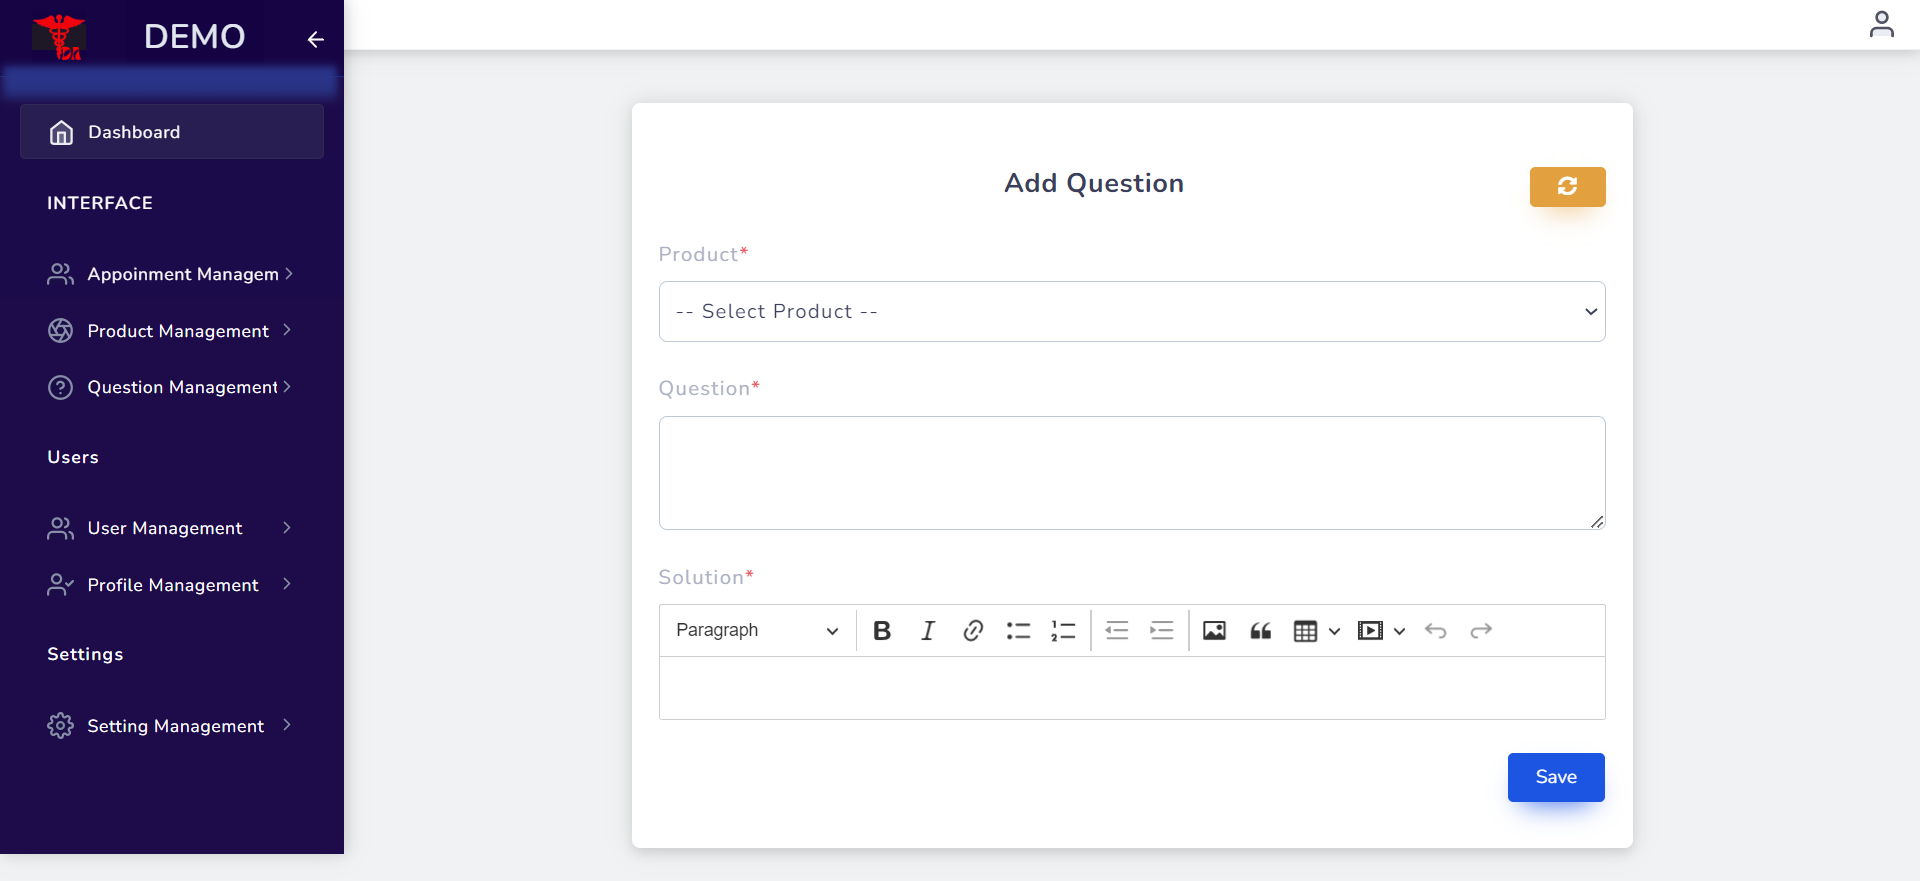 DEMO
Dashboard
INTERFACE
Appoinment Managem
Product Management
Question Management
Users
User Management
Profile Management
Settings
Setting Management
Add Question
Product*
-- Select Product --
Question*
Solution*
Paragraph
Save